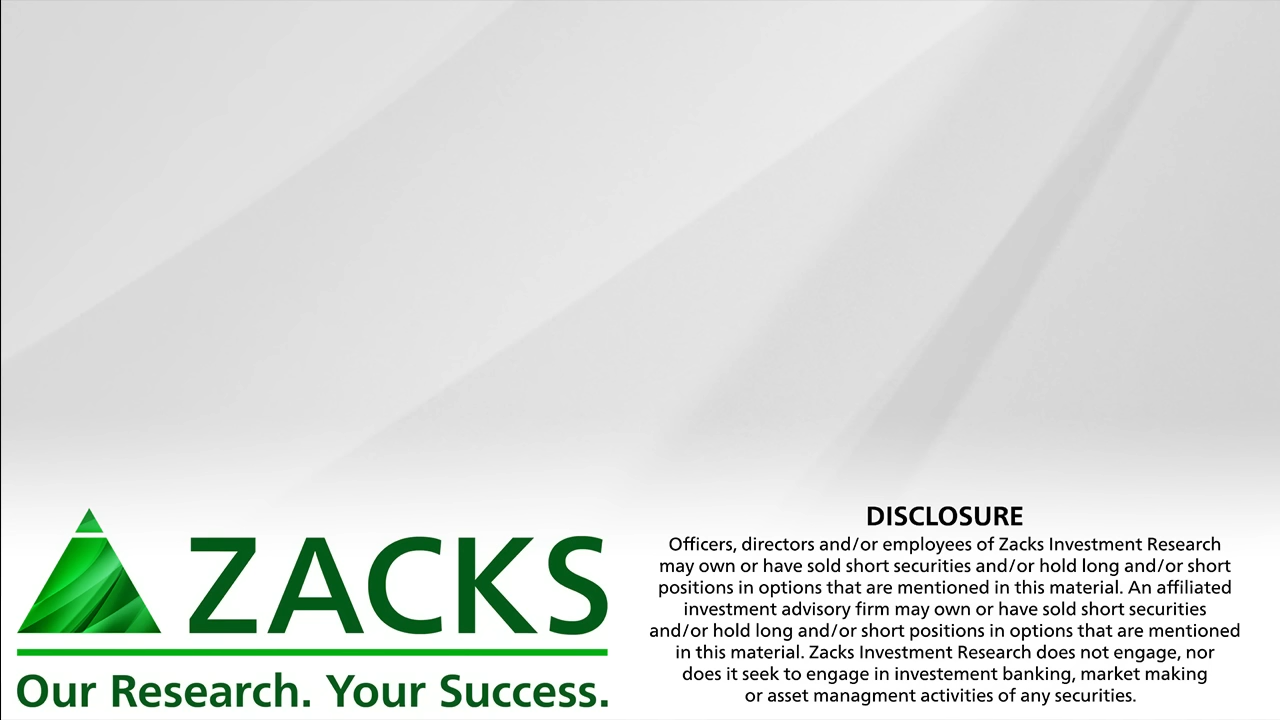 ZACKS
Our Research. Your Success.
DISCLOSURE
Officers, directors and/or employees of Zacks Investment Research
may own or have sold short securities and/or hold long and/or short
positions in options that are mentioned in this material. An affiliated
investment advisory firm may own or have sold short securities
and/or hold long and/or short positions in options that are mentioned
in this material. Zacks Investment Research does not engage, nor
does it seek to engage in investement banking, market making
or asset managment activities of any securities.